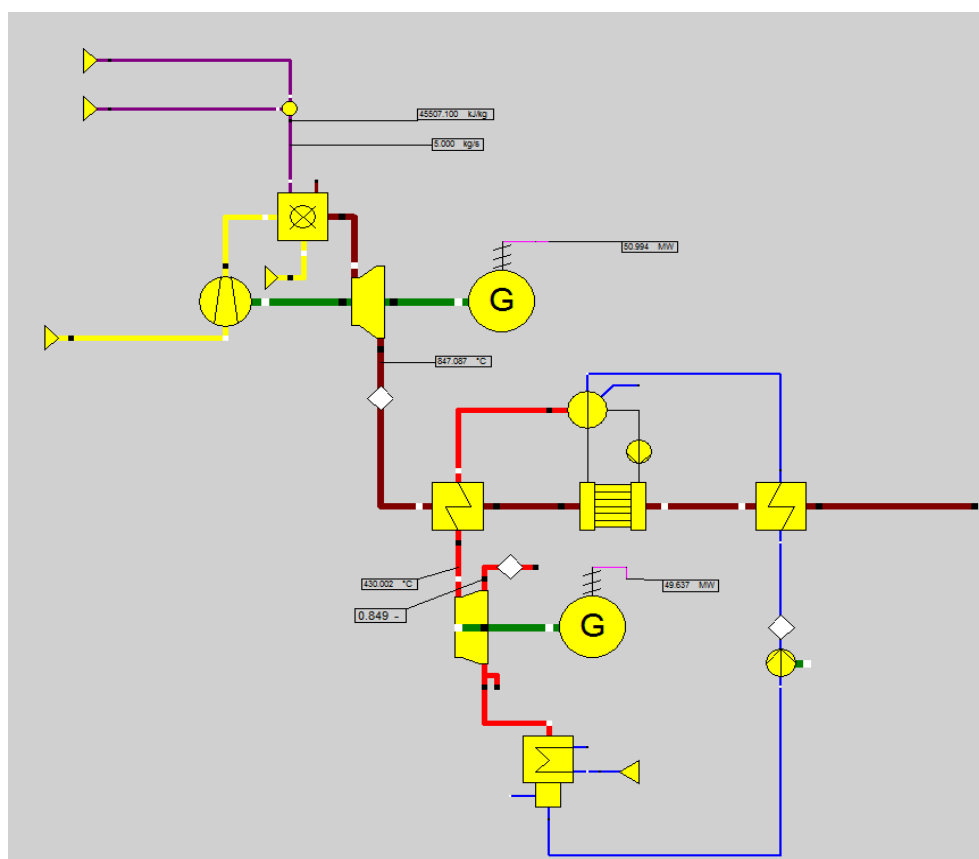 45507.100 kJ/kg
5.000 kg/s
50.994 MW
G
847.087 °C
430.002 °C
0.849 -
49.637 MW
G